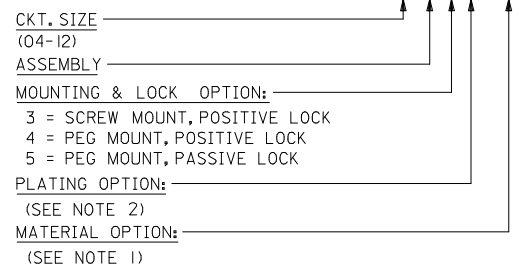 CKT. SIZE
(04-12)
ASSEMBLY
MOUNTING & LOCK OPTION:
3 = SCREW MOUNT, POSITIVE LOCK
4 = PEG MOUNT, POSITIVE LOCK
5 = PEG MOUNT, PASSIVE LOCK
PLATING OPTION:
(SEE NOTE 2)
MATERIAL OPTION:
(SEE NOTE 1)